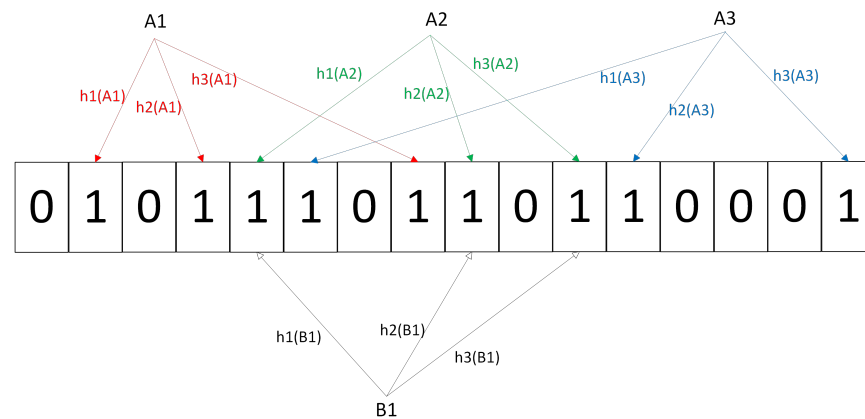 A1 A2 A3
h1(A1) h2(A1) h3(A1) h1(A2) h2(A2) h3(A2) h1(A3) h2(A3) h3(A3)
0 1 0 1 1 1 0 1 1 0 1 1 0 0 0 1
h1(B1) h2(B1) h3(B1)
B1